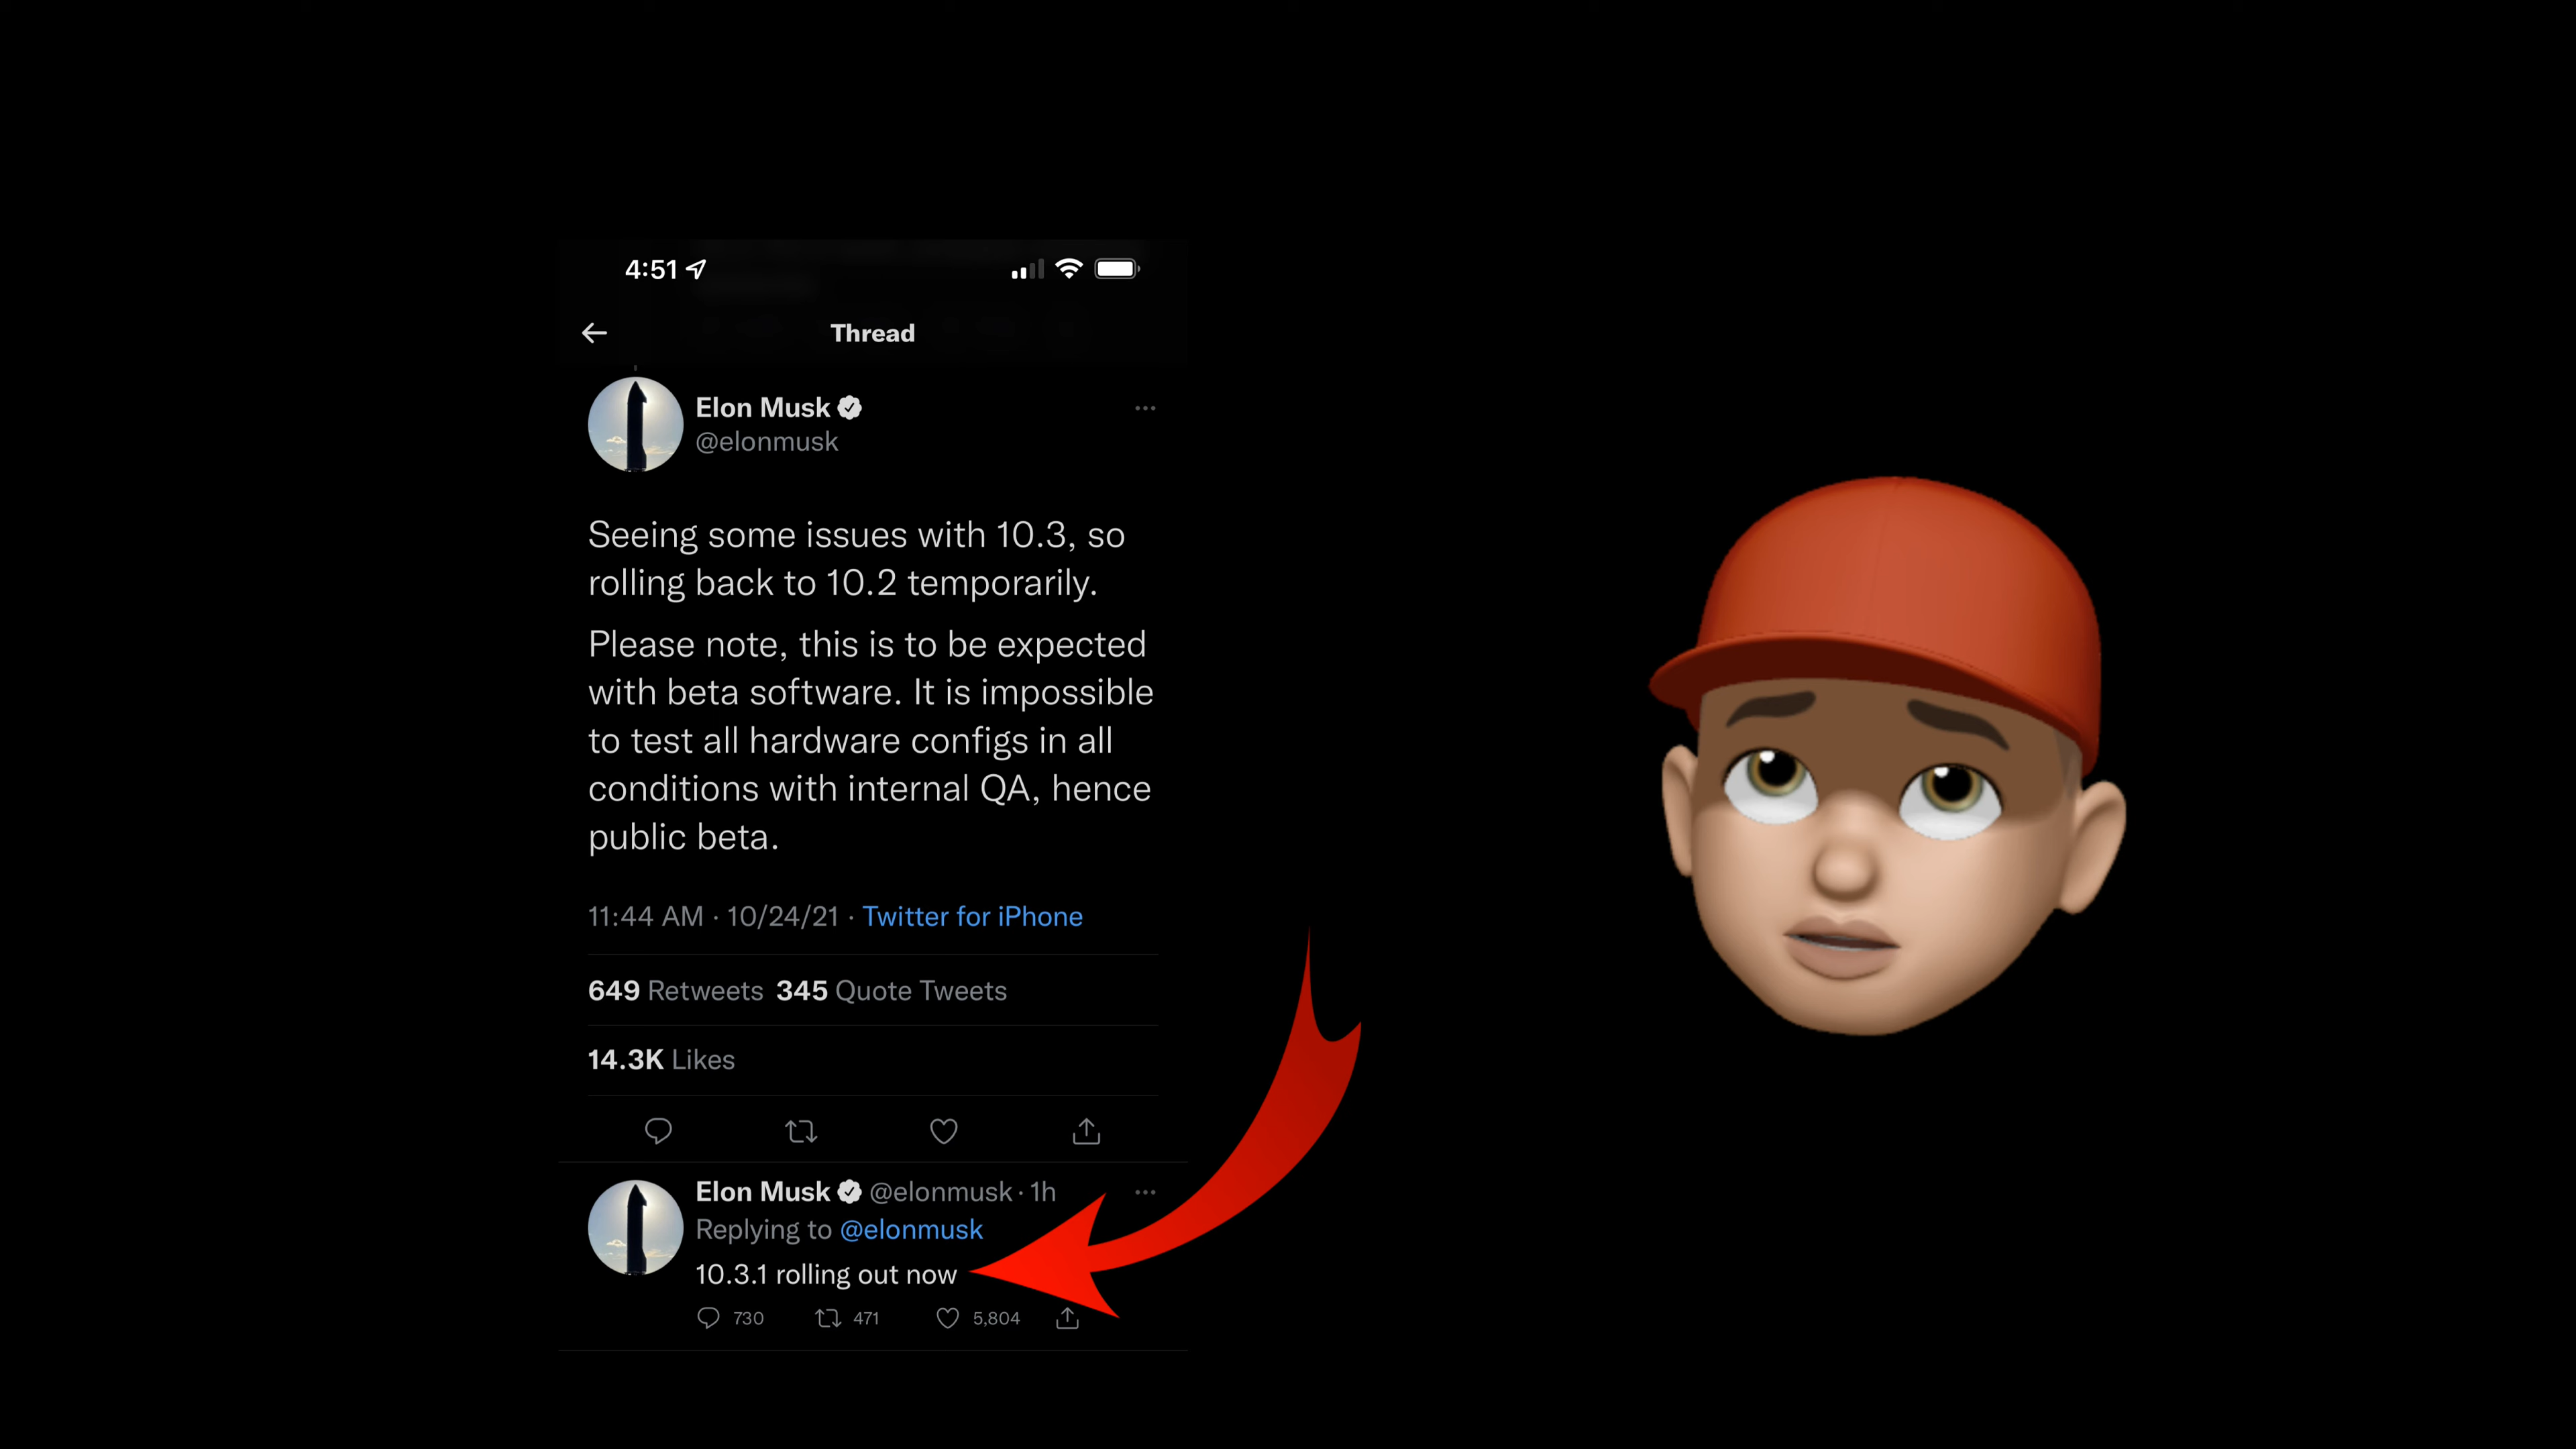 4:51
Thread
Elon Musk
@elonmusk
Seeing some issues with 10.3, so
rolling back to 10.2 temporarily.
Please note, this is to be expected
with beta software. It is impossible
to test all hardware configs in all
conditions with internal QA, hence
public beta.
11:44 AM · 10/24/21 · Twitter for iPhone
649 Retweets 345 Quote Tweets
14.3K Likes
Elon Musk @elonmusk · 1h
Replying to @elonmusk
10.3.1 rolling out now
730 471 5,804